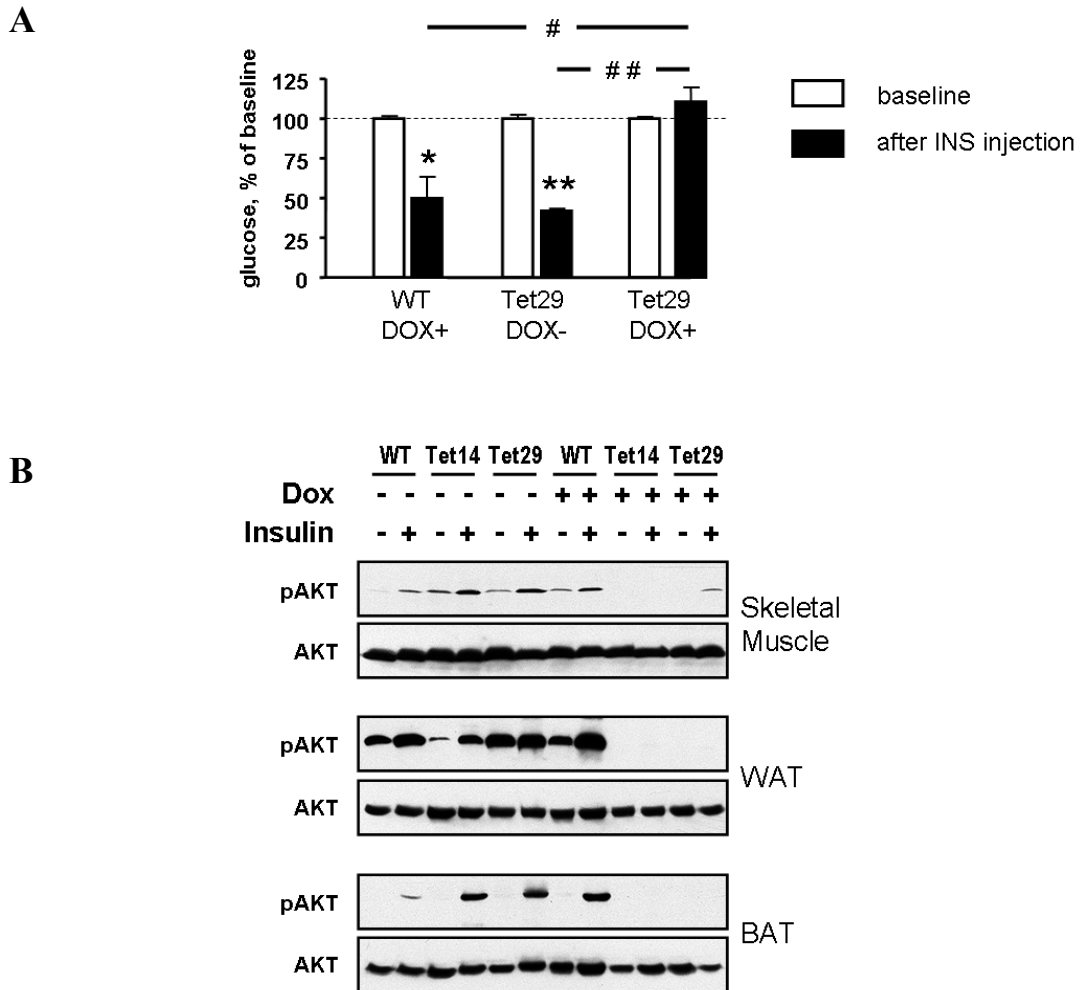 A
#
# #
125
100
75
50
25
0
glucose, % of baseline
*
**
WT
DOX+
Tet29
DOX-
Tet29
DOX+
baseline
after INS injection
B
WT Tet14 Tet29 WT Tet14 Tet29
Dox - - - - - - + + + + + +
Insulin - + - + - + - + - + - +
pAKT
AKT
Skeletal
Muscle
pAKT
AKT
WAT
pAKT
AKT
BAT